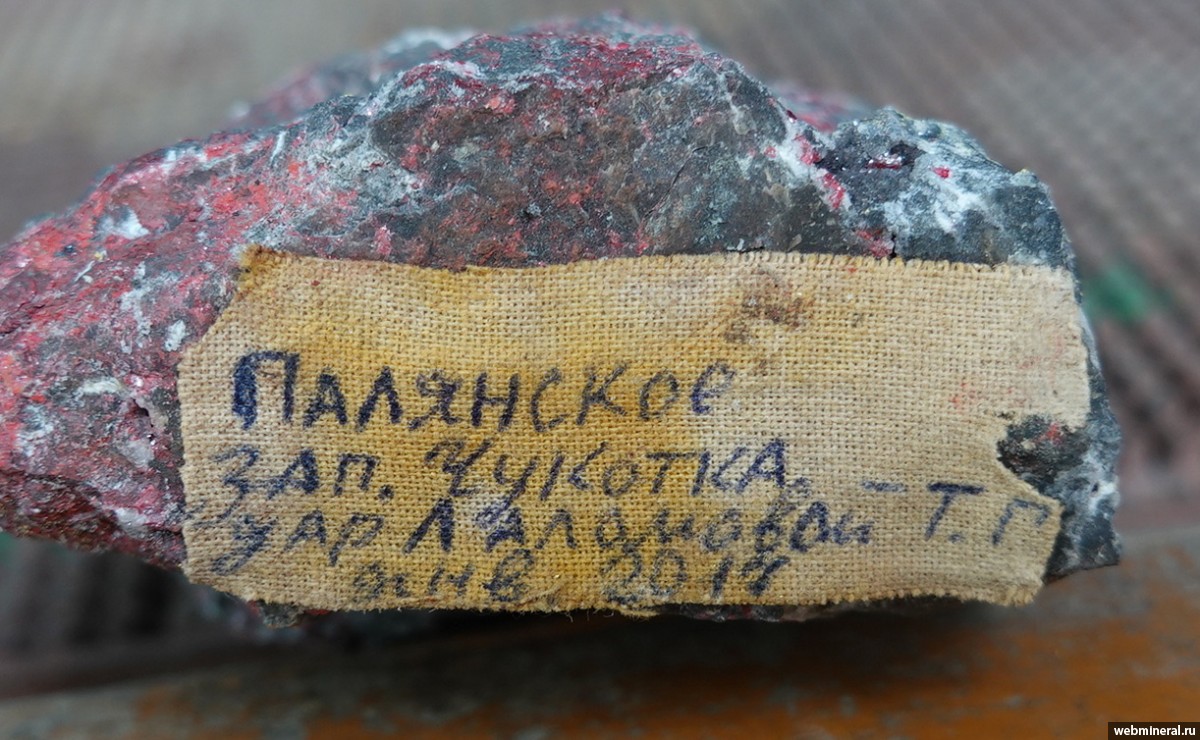 Палянское
зап. Чукотка. – Т.Г
дар
янв 2018
webmineral.ru